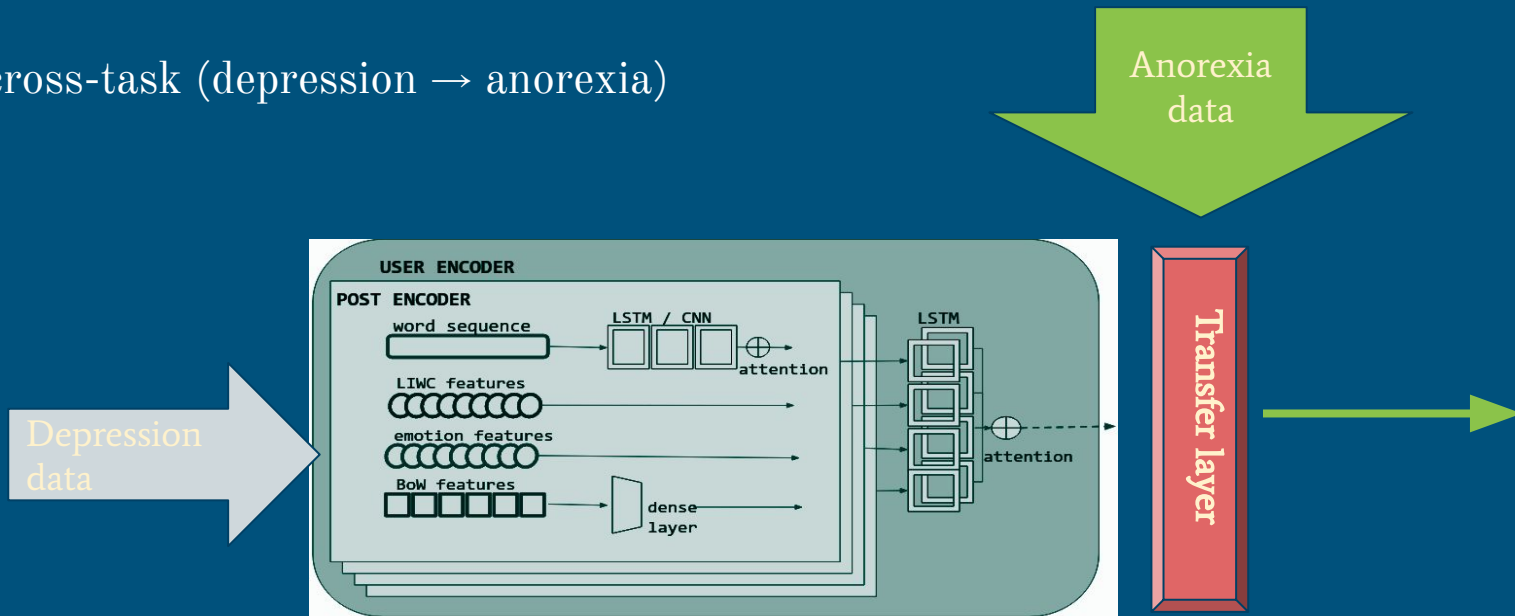 cross-task (depression → anorexia)
Anorexia
data
USER ENCODER
POST ENCODER
word sequence
LSTM / CNN
attention
LIWC features
emotion features
BoW features
dense
layer
LSTM
attention
Depression
data
Transfer layer